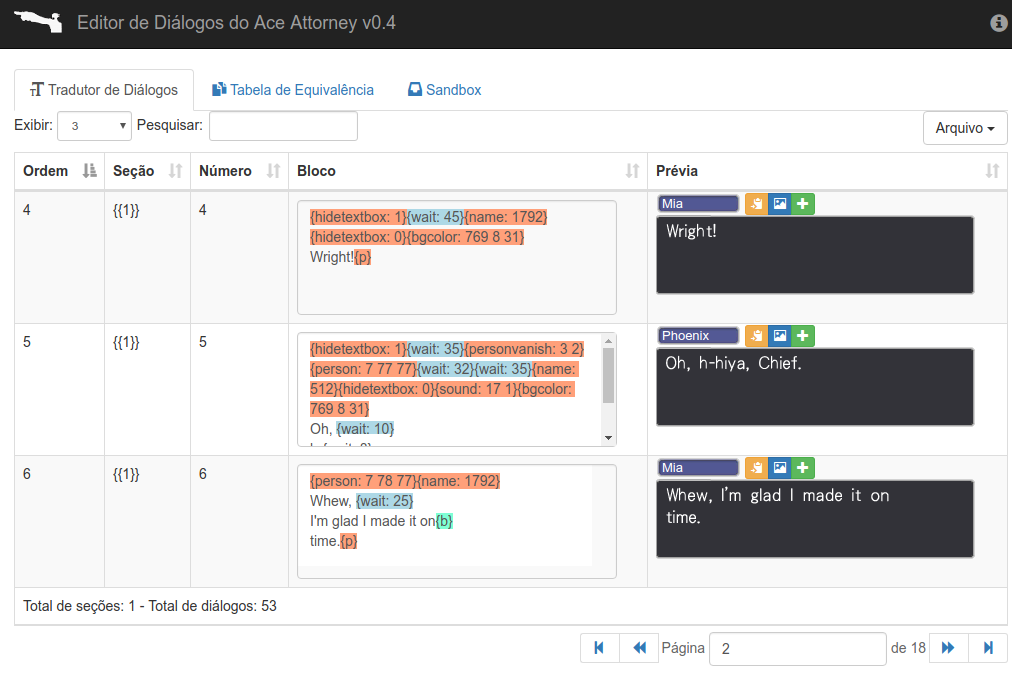 Editor de Diálogos do Ace Attorney v0.4
Tradutor de Diálogos
Tabela de Equivalência
Sandbox
Exibir: 3 Pesquisar:
Arquivo
Ordem Seção Número Bloco Prévia
4 {{1}} 4
{hidetextbox: 1}{wait: 45}{name: 1792}
{hidetextbox: 0}{bgcolor: 769 8 31}
Wright!{p}
Mia
Wright!
5 {{1}} 5
{hidetextbox: 1}{wait: 35}{personvanish: 3 2}
{person: 7 77 77}{wait: 32}{wait: 35}{name:
512}{hidetextbox: 0}{sound: 17 1}{bgcolor:
769 8 31}
Oh, {wait: 10}
Phoenix
Oh, h-hiya, Chief.
6 {{1}} 6
{person: 7 78 77}{name: 1792}
Whew, {wait: 25}
I'm glad I made it on{b}
time.{p}
Mia
Whew, I'm glad I made it on
time.
Total de seções: 1 - Total de diálogos: 53
Página 2 de 18